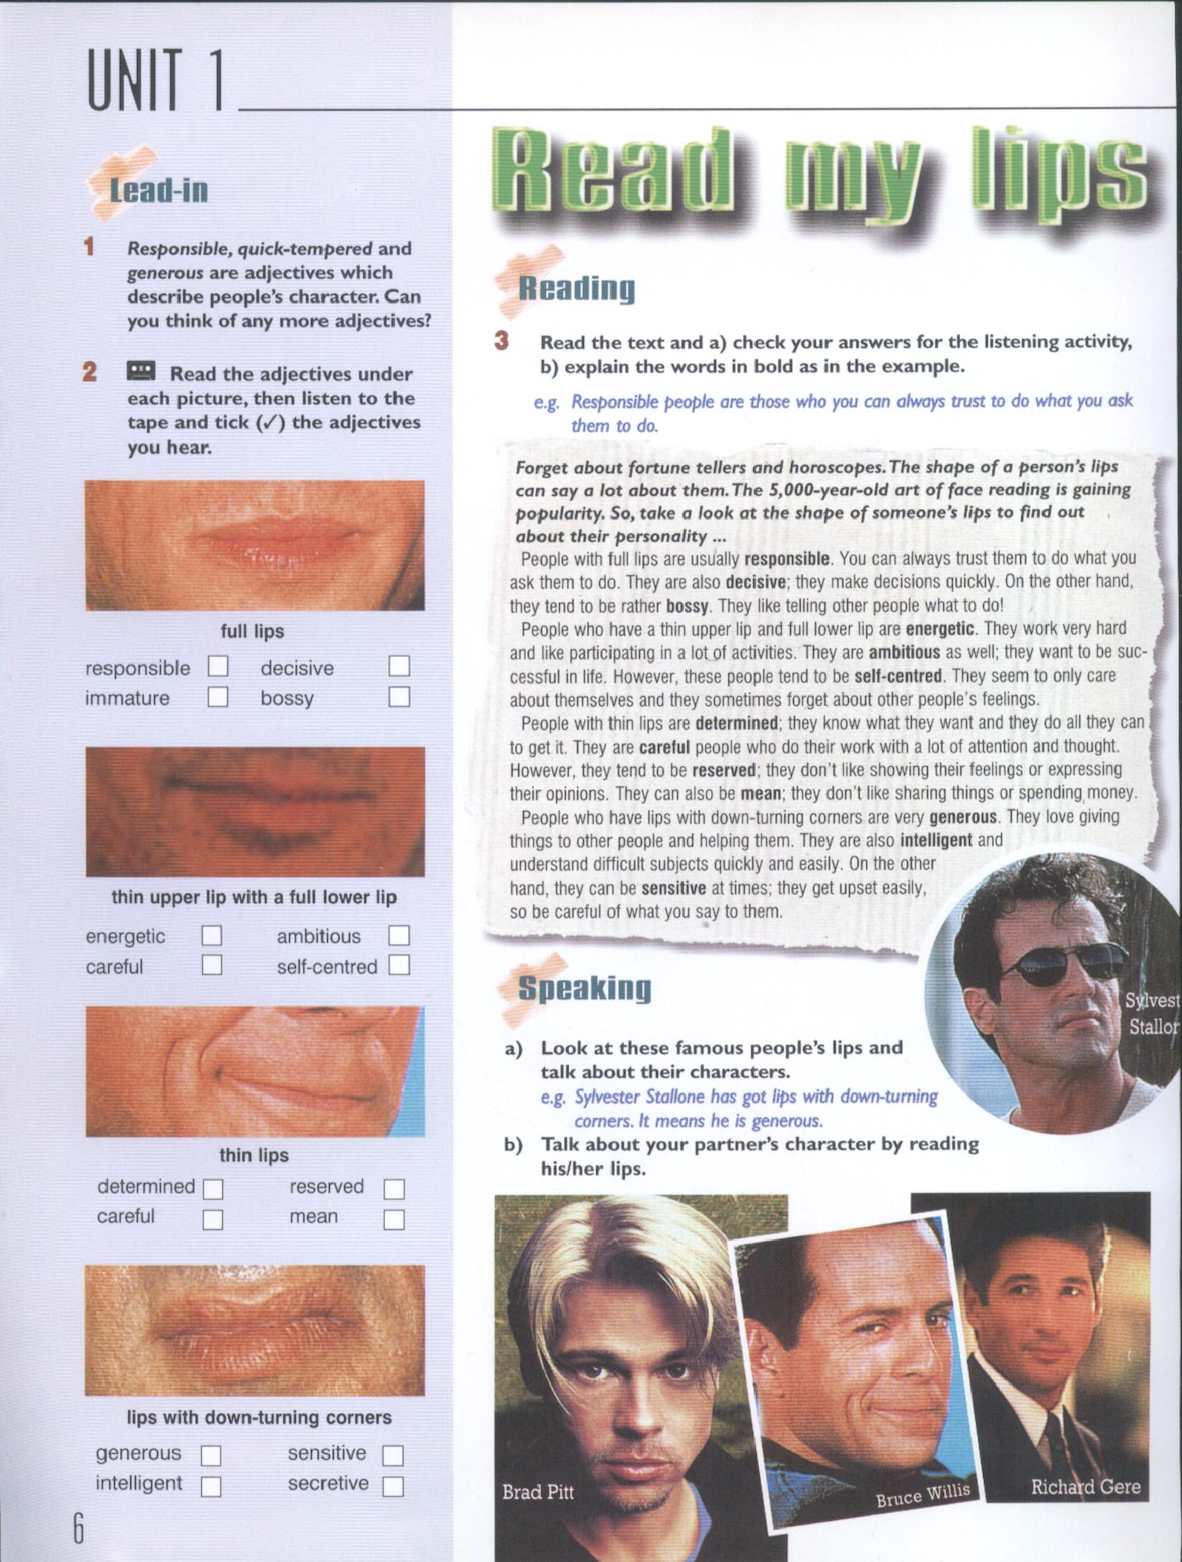 UNIT 1
Lead-in
1 Responsible, quick-tempered and
generous are adjectives which
describe people's character. Can
you think of any more adjectives?
2 Read the adjectives under
each picture, then listen to the
tape and tick (✓) the adjectives
you hear.
full lips
responsible decisive
immature bossy
thin upper lip with a full lower lip
energetic ambitious
careful self-centred
thin lips
determined reserved
careful mean
lips with down-turning corners
generous sensitive
intelligent secretive
6
Read my lips
Reading
3 Read the text and a) check your answers for the listening activity,
b) explain the words in bold as in the example.
e.g. Responsible people are those who you can always trust to do what you ask
them to do.
Forget about fortune tellers and horoscopes. The shape of a person's lips
can say a lot about them. The 5,000-year-old art of face reading is gaining
popularity. So, take a look at the shape of someone's lips to find out
about their personality ...
People with full lips are usually responsible. You can always trust them to do what you
ask them to do. They are also decisive; they make decisions quickly. On the other hand,
they tend to be rather bossy. They like telling other people what to do!
People who have a thin upper lip and full lower lip are energetic. They work very hard
and like participating in a lot of activities. They are ambitious as well; they want to be suc-
cessful in life. However, these people tend to be self-centred. They seem to only care
about themselves and they sometimes forget about other people's feelings.
People with thin lips are determined; they know what they want and they do all they can
to get it. They are careful people who do their work with a lot of attention and thought.
However, they tend to be reserved; they don't like showing their feelings or expressing
their opinions. They can also be mean; they don't like sharing things or spending money.
People who have lips with down-turning corners are very generous. They love giving
things to other people and helping them. They are also intelligent and
understand difficult subjects quickly and easily. On the other
hand, they can be sensitive at times; they get upset easily,
so be careful of what you say to them.
Sylvest
Stallor
Speaking
a) Look at these famous people's lips and
talk about their characters.
e.g. Sylvester Stallone has got lips with down-turning
corners. It means he is generous.
b) Talk about your partner's character by reading
his/her lips.
Brad Pitt
Bruce Willis
Richard Gere